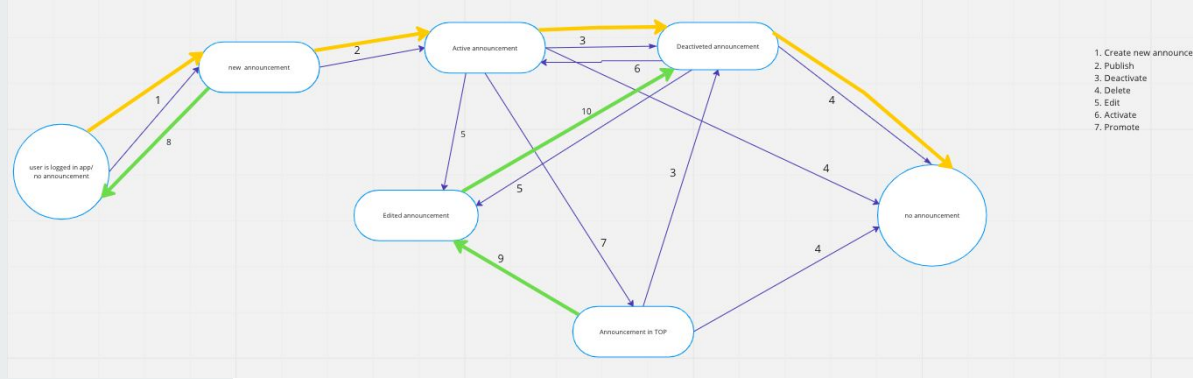 2
3
Active announcement
Deactiveted announcement
1. Create new announce
2. Publish
3. Deactivate
4. Delete
5. Edit
6. Activate
7. Promote
new announcement
6
1
4
10
5
8
user is logged in app/
no announcement
4
3
5
Edited announcement
no announcement
7
4
9
Announcement in TOP